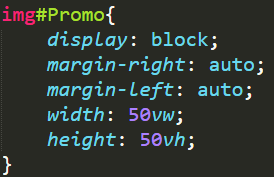 img#Promo{
    display: block;
    margin-right: auto;
    margin-left: auto;
    width: 50vw;
    height: 50vh;
}